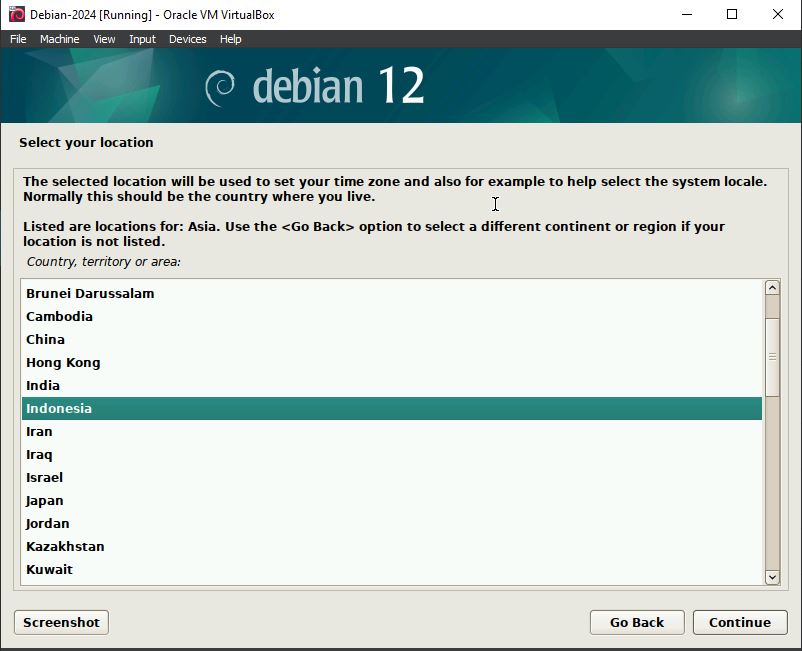 Debian-2024 [Running] - Oracle VM VirtualBox
File Machine View Input Devices Help
debian 12
Select your location
The selected location will be used to set your time zone and also for example to help select the system locale.
Normally this should be the country where you live.
Listed are locations for: Asia. Use the <Go Back> option to select a different continent or region if your
location is not listed.
Country, territory or area:
Brunei Darussalam
Cambodia
China
Hong Kong
India
Indonesia
Iran
Iraq
Israel
Japan
Jordan
Kazakhstan
Kuwait
Screenshot Go Back Continue